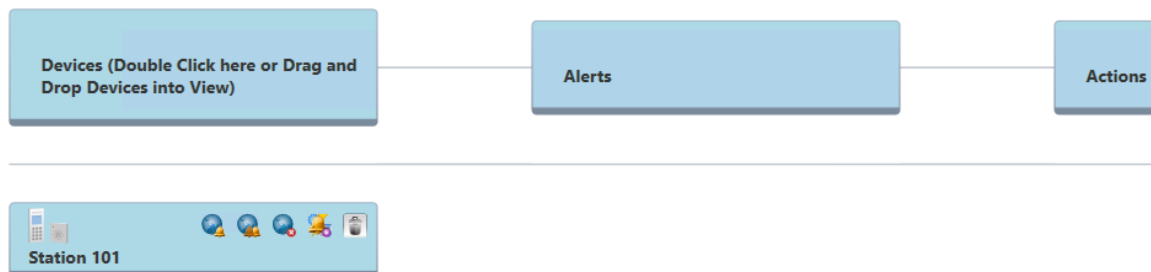 Devices (Double Click here or Drag and
Drop Devices into View)
Alerts
Actions
Station 101